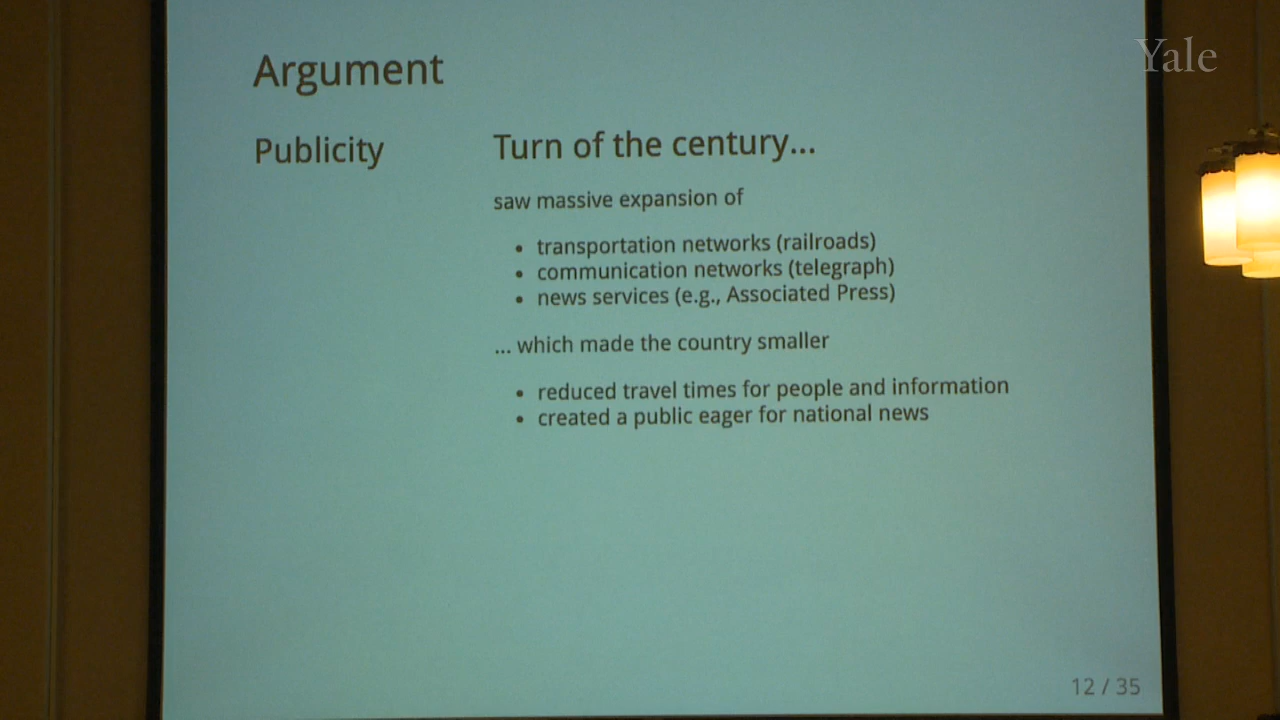 Yale
Argument
Publicity
Turn of the century...
saw massive expansion of
• transportation networks (railroads)
• communication networks (telegraph)
• news services (e.g., Associated Press)
... which made the country smaller
• reduced travel times for people and information
• created a public eager for national news
12 / 35